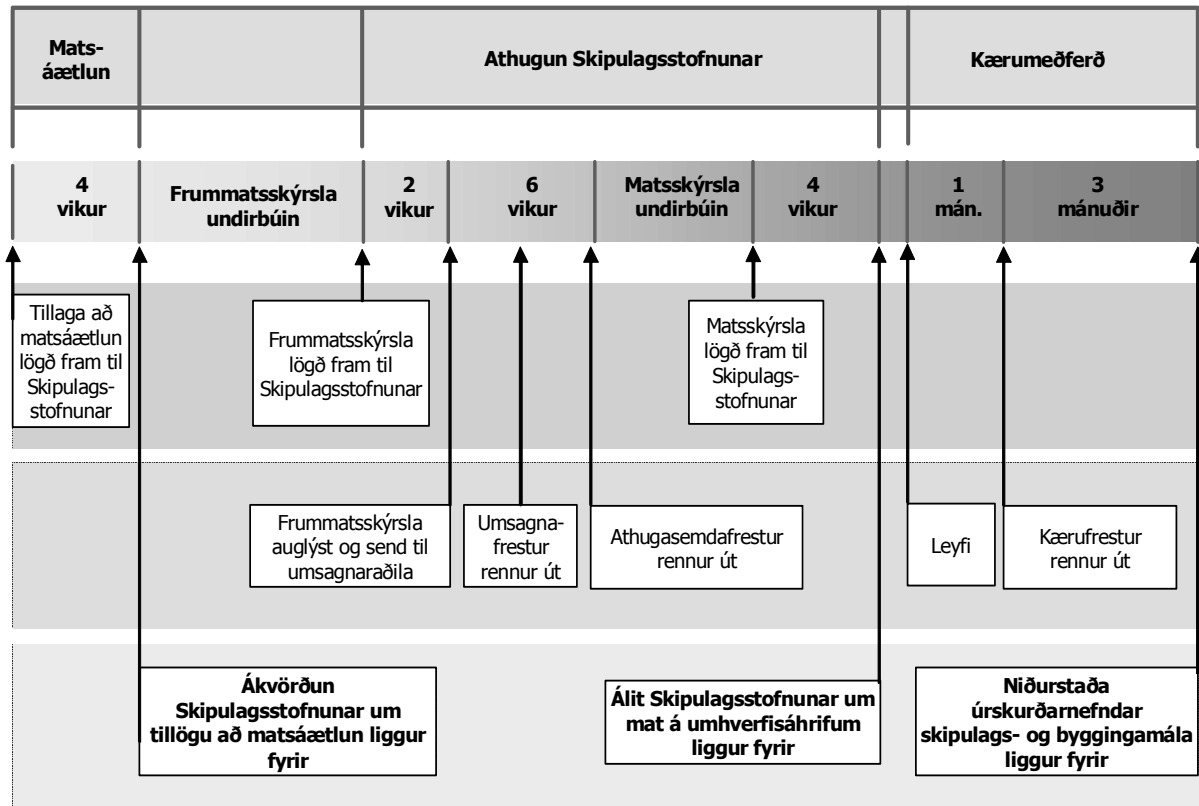 Mats-
áætlun
Athugun Skipulagsstofnunar
Kærumeðferð
4
vikur
Frummatsskýrsla
undirbúin
2
vikur
6
vikur
Matsskýrsla
undirbúin
4
vikur
1
mán.
3
mánuðir
Tillaga að
matsáætlun
lögð fram til
Skipulags-
stofnunar
Frummatsskýrsla
lögð fram til
Skipulagsstofnunar
Matsskýrsla
lögð fram til
Skipulags-
stofnunar
Frummatsskýrsla
auglýst og send til
umsagnaraðila
Umsagna-
frestur
rennur út
Athugasemdafrestur
rennur út
Leyfi
Kærufrestur
rennur út
Ákvörðun
Skipulagsstofnunar um
tillögu að matsáætlun liggur
fyrir
Álit Skipulagsstofnunar um
mat á umhverfisáhrifum
liggur fyrir
Niðurstaða
úrskurðarnefndar
skipulags- og byggingamála
liggur fyrir